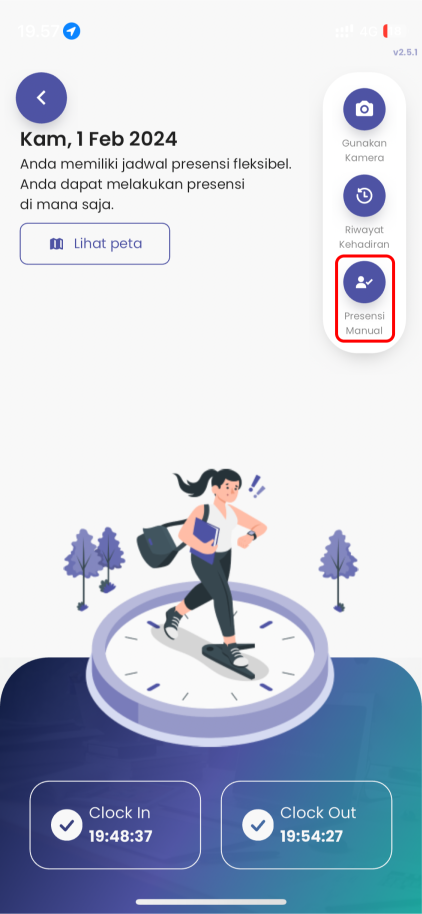 19.57
v2.5.1
Kam, 1 Feb 2024
Anda memiliki jadwal presensi fleksibel.
Anda dapat melakukan presensi
di mana saja.
Lihat peta
Gunakan
Kamera
Riwayat
Kehadiran
Presensi
Manual
Clock In
19:48:37
Clock Out
19:54:27